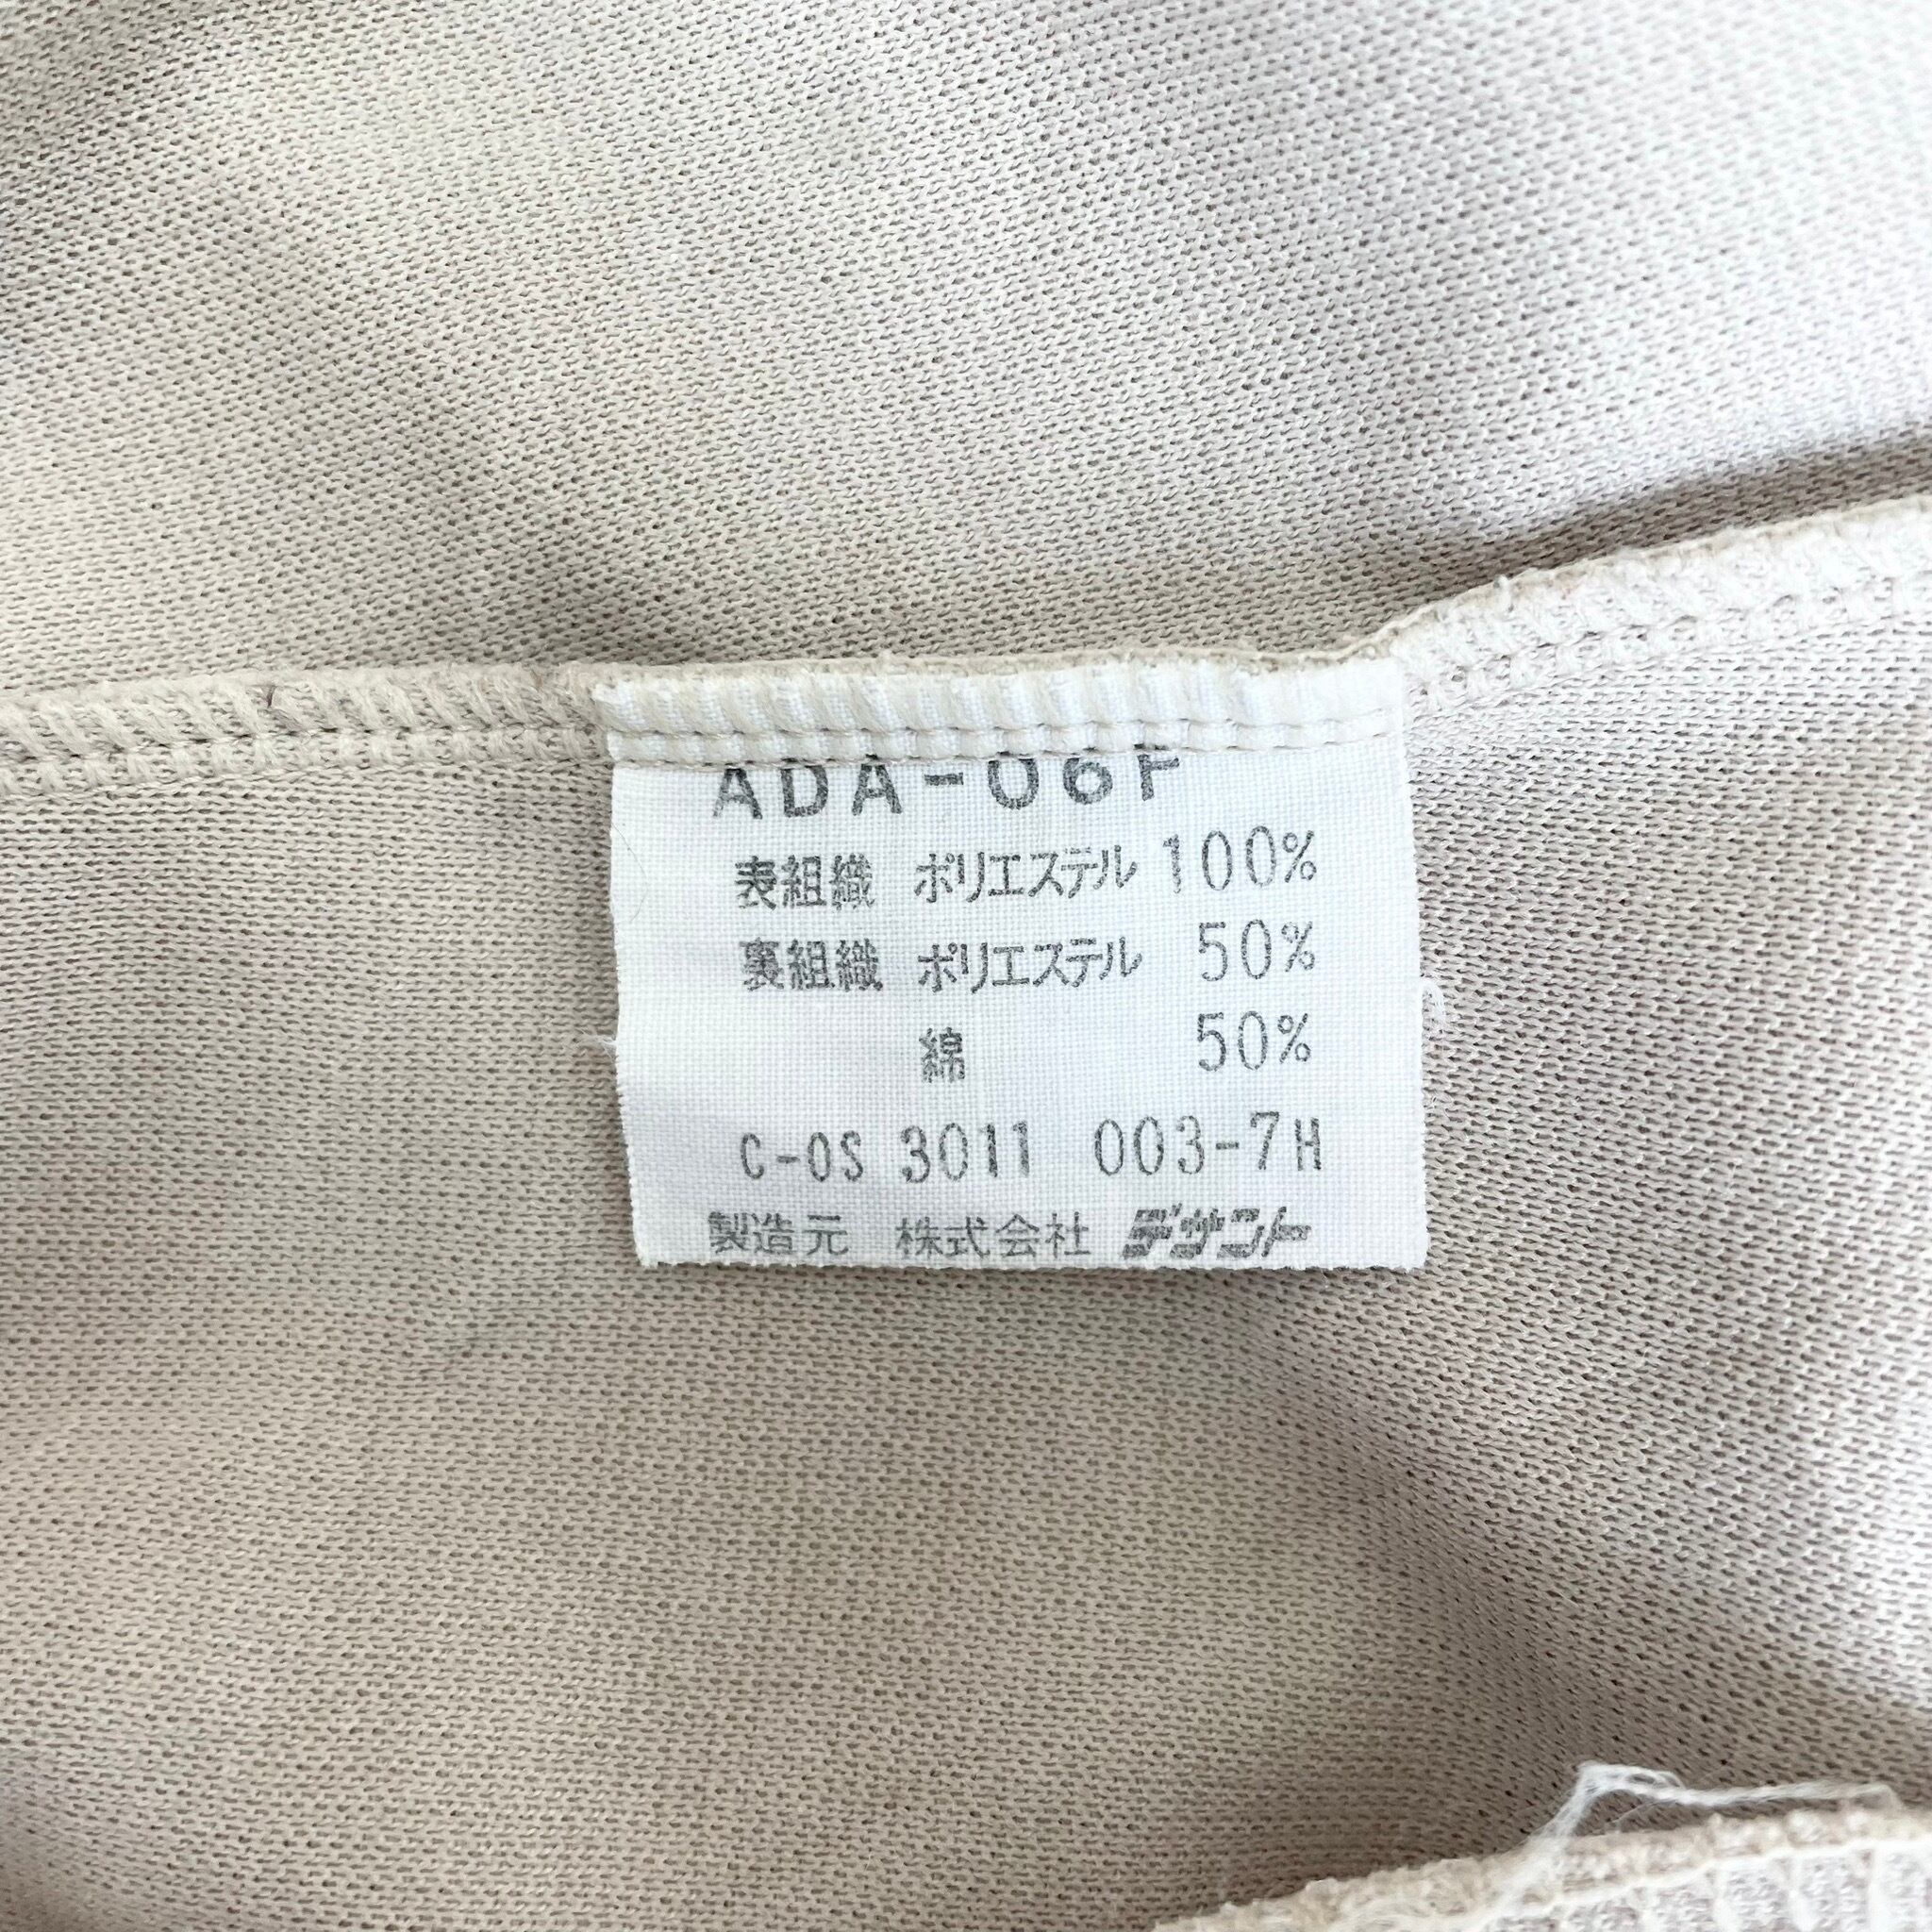 ADA-06F
表組織 ポリエステル 100%
裏組織 ポリエステル 50%
綿 50%
C-OS 3011 003-7H
製造元 株式会社 デサント